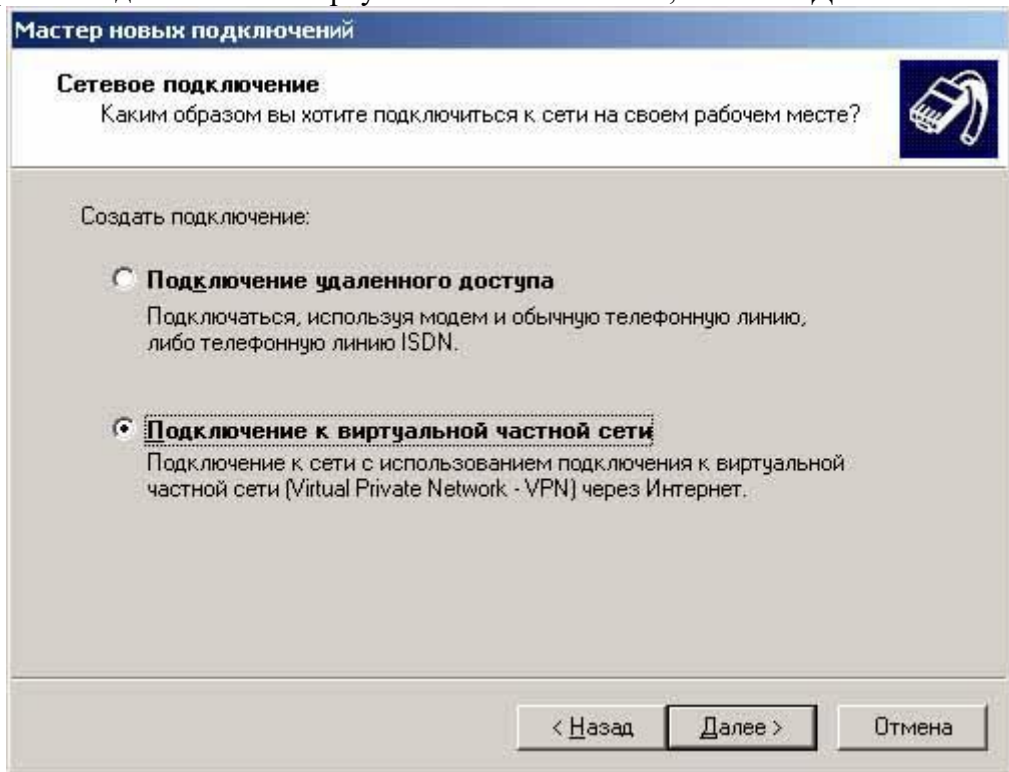 Мастер новых подключений
Сетевое подключение
Каким образом вы хотите подключиться к сети на своем рабочем месте?
Создать подключение:
Подключение удаленного доступа
Подключаться, используя модем и обычную телефонную линию,
либо телефонную линию ISDN.
Подключение к виртуальной частной сети
Подключение к сети с использованием подключения к виртуальной
частной сети (Virtual Private Network - VPN) через Интернет.
< Назад Далее > Отмена